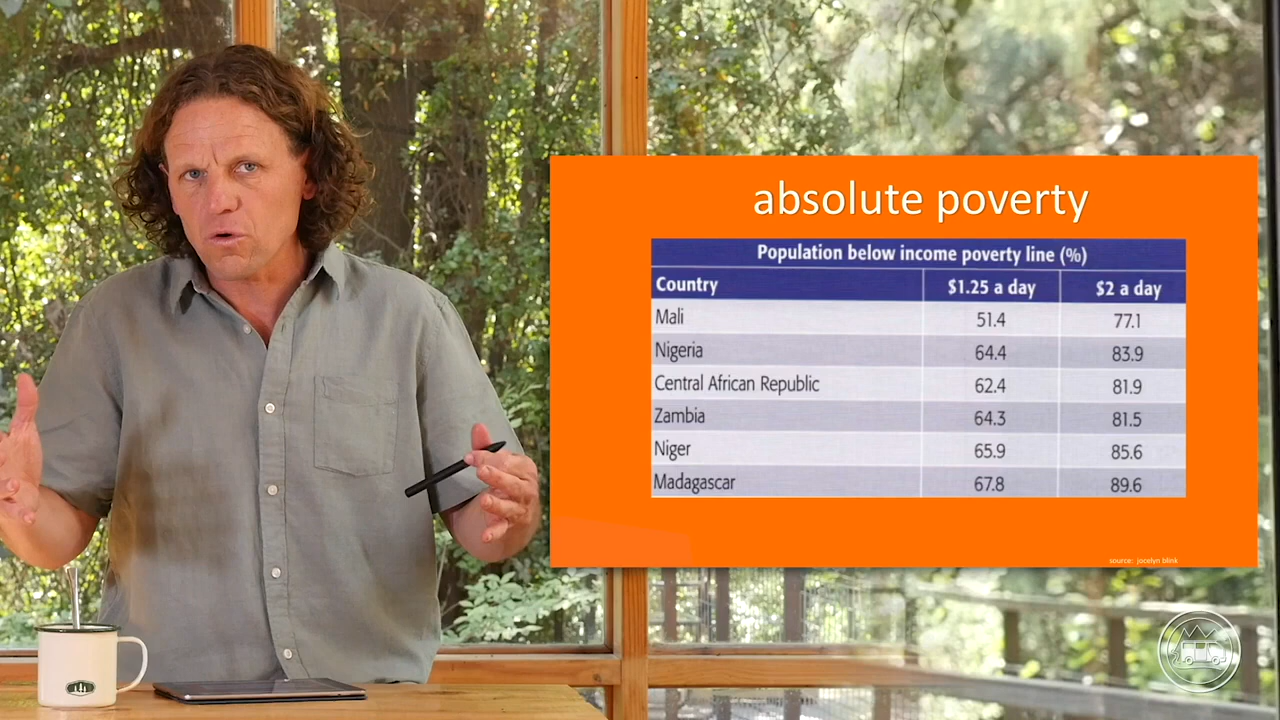 absolute poverty
Population below income poverty line (%)
Country $1.25 a day $2 a day
Mali 51.4 77.1
Nigeria 64.4 83.9
Central African Republic 62.4 81.9
Zambia 64.3 81.5
Niger 65.9 85.6
Madagascar 67.8 89.6
source: jocelyn blink